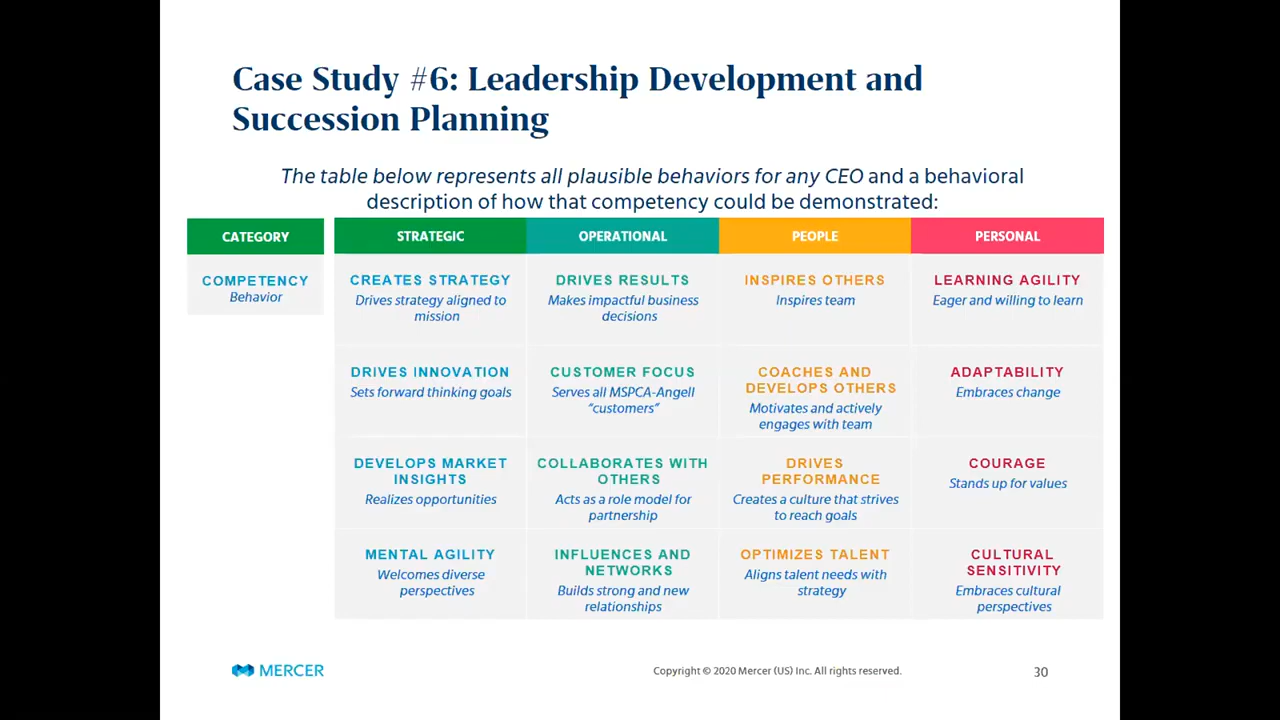 Case Study #6: Leadership Development and
Succession Planning
The table below represents all plausible behaviors for any CEO and a behavioral
description of how that competency could be demonstrated:
CATEGORY
STRATEGIC
OPERATIONAL
PEOPLE
PERSONAL
COMPETENCY
Behavior
CREATES STRATEGY
Drives strategy aligned to
mission
DRIVES RESULTS
Makes impactful business
decisions
INSPIRES OTHERS
Inspires team
LEARNING AGILITY
Eager and willing to learn
DRIVES INNOVATION
Sets forward thinking goals
CUSTOMER FOCUS
Serves all MSPCA-Angell
“customers”
COACHES AND
DEVELOPS OTHERS
Motivates and actively
engages with team
ADAPTABILITY
Embraces change
DEVELOPS MARKET
INSIGHTS
Realizes opportunities
COLLABORATES WITH
OTHERS
Acts as a role model for
partnership
DRIVES
PERFORMANCE
Creates a culture that strives
to reach goals
COURAGE
Stands up for values
MENTAL AGILITY
Welcomes diverse
perspectives
INFLUENCES AND
NETWORKS
Builds strong and new
relationships
OPTIMIZES TALENT
Aligns talent needs with
strategy
CULTURAL
SENSITIVITY
Embraces cultural
perspectives
MERCER
Copyright © 2020 Mercer (US) Inc. All rights reserved.
30